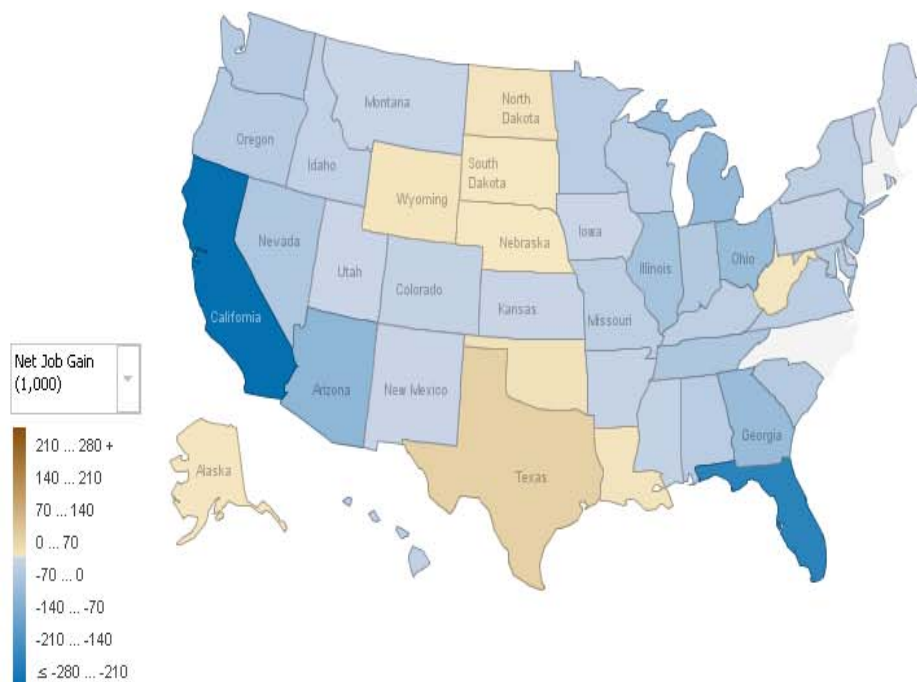 North
Dakota
Montana
Oregon
Idaho
South
Dakota
Wyoming
Iowa
Nevada
Nebraska
Utah
Colorado
Illinois
Ohio
Kansas
Missouri
California
Arizona
New Mexico
Georgia
Net Job Gain
(1,000)
Alaska
Texas
210 ... 280 +
140 ... 210
70 ... 140
0 ... 70
-70 ... 0
-140 ... -70
-210 ... -140
≤ -280 ... -210